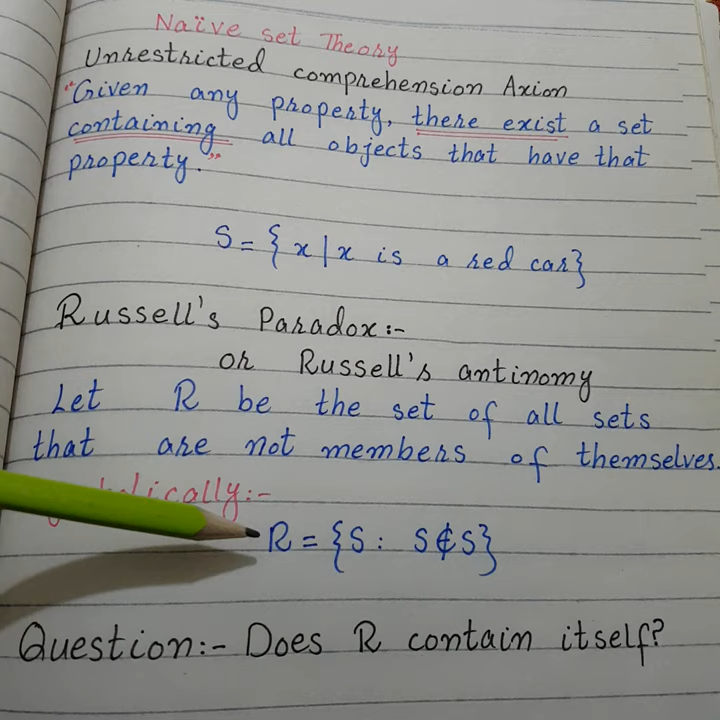 Naïve set Theory
Unrestricted comprehension Axion
"Given any property, there exist a set
containing all objects that have that
property."
S = { x | x is a red car}
Russell's Paradox:-
or Russell's antinomy
Let R be the set of all sets
that are not members of themselves.
R = {S : S∉S}
Question:- Does R contain itself?